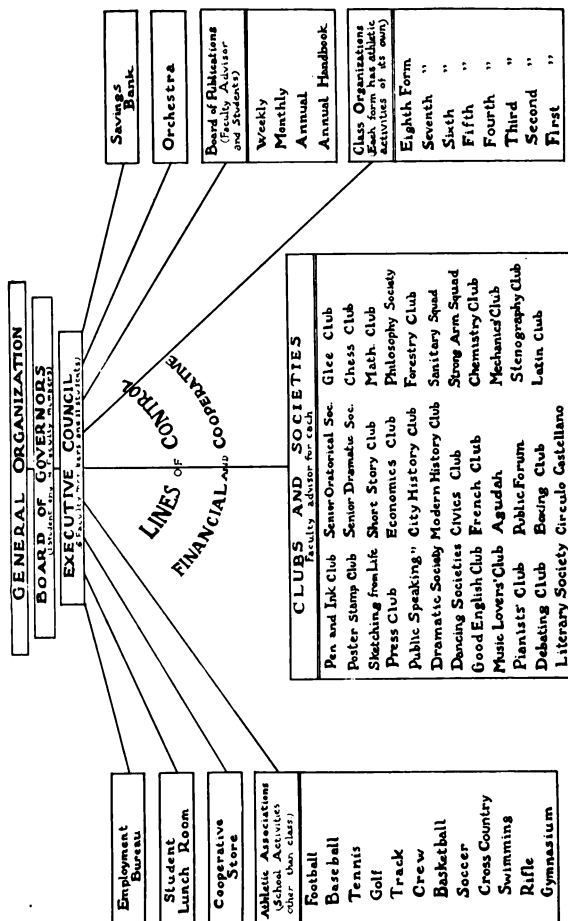 GENERAL ORGANIZATION
BOARD OF GOVERNORS
EXECUTIVE COUNCIL
LINES OF CONTROL
FINANCIAL AND COOPERATIVE
Employment
Bureau
Student
Lunch Room
Cooperative
Store
Athletic Associations
(School Activities
other than class.)
Football
Baseball
Tennis
Golf
Track
Crew
Basketball
Soccer
Cross Country
Swimming
Rifle
Gymnasium
CLUBS AND SOCIETIES
Faculty advisor for each
Pen and Ink Club
Poster Stamp Club
Sketching from Life
Press Club
Public Speaking "
Dramatic Society
Dancing Societies
Good English Club
Music Lovers' Club
Pianists' Club
Debating Club
Literary Society
Senior Oratorical Soc.
Senior Dramatic Soc.
Short Story Club
Economics Club
City History Club
Modern History Club
Civics Club
French Club
Agudah
Public Forum
Boxing Club
Circulo Castellano
Glee Club
Chess Club
Math Club
Philosophy Society
Forestry Club
Sanitary Squad
Strong Arm Squad
Chemistry Club
Mechanics' Club
Stenography Club
Latin Club
Savings
Bank
Orchestra
Board of Publications
(Faculty Advisor
and Students)
Weekly
Monthly
Annual
Annual Handbook
Class Organizations
(Each form has athletic
activities of its own)
Eighth Form
Seventh "
Sixth "
Fifth "
Fourth "
Third "
Second "
First "